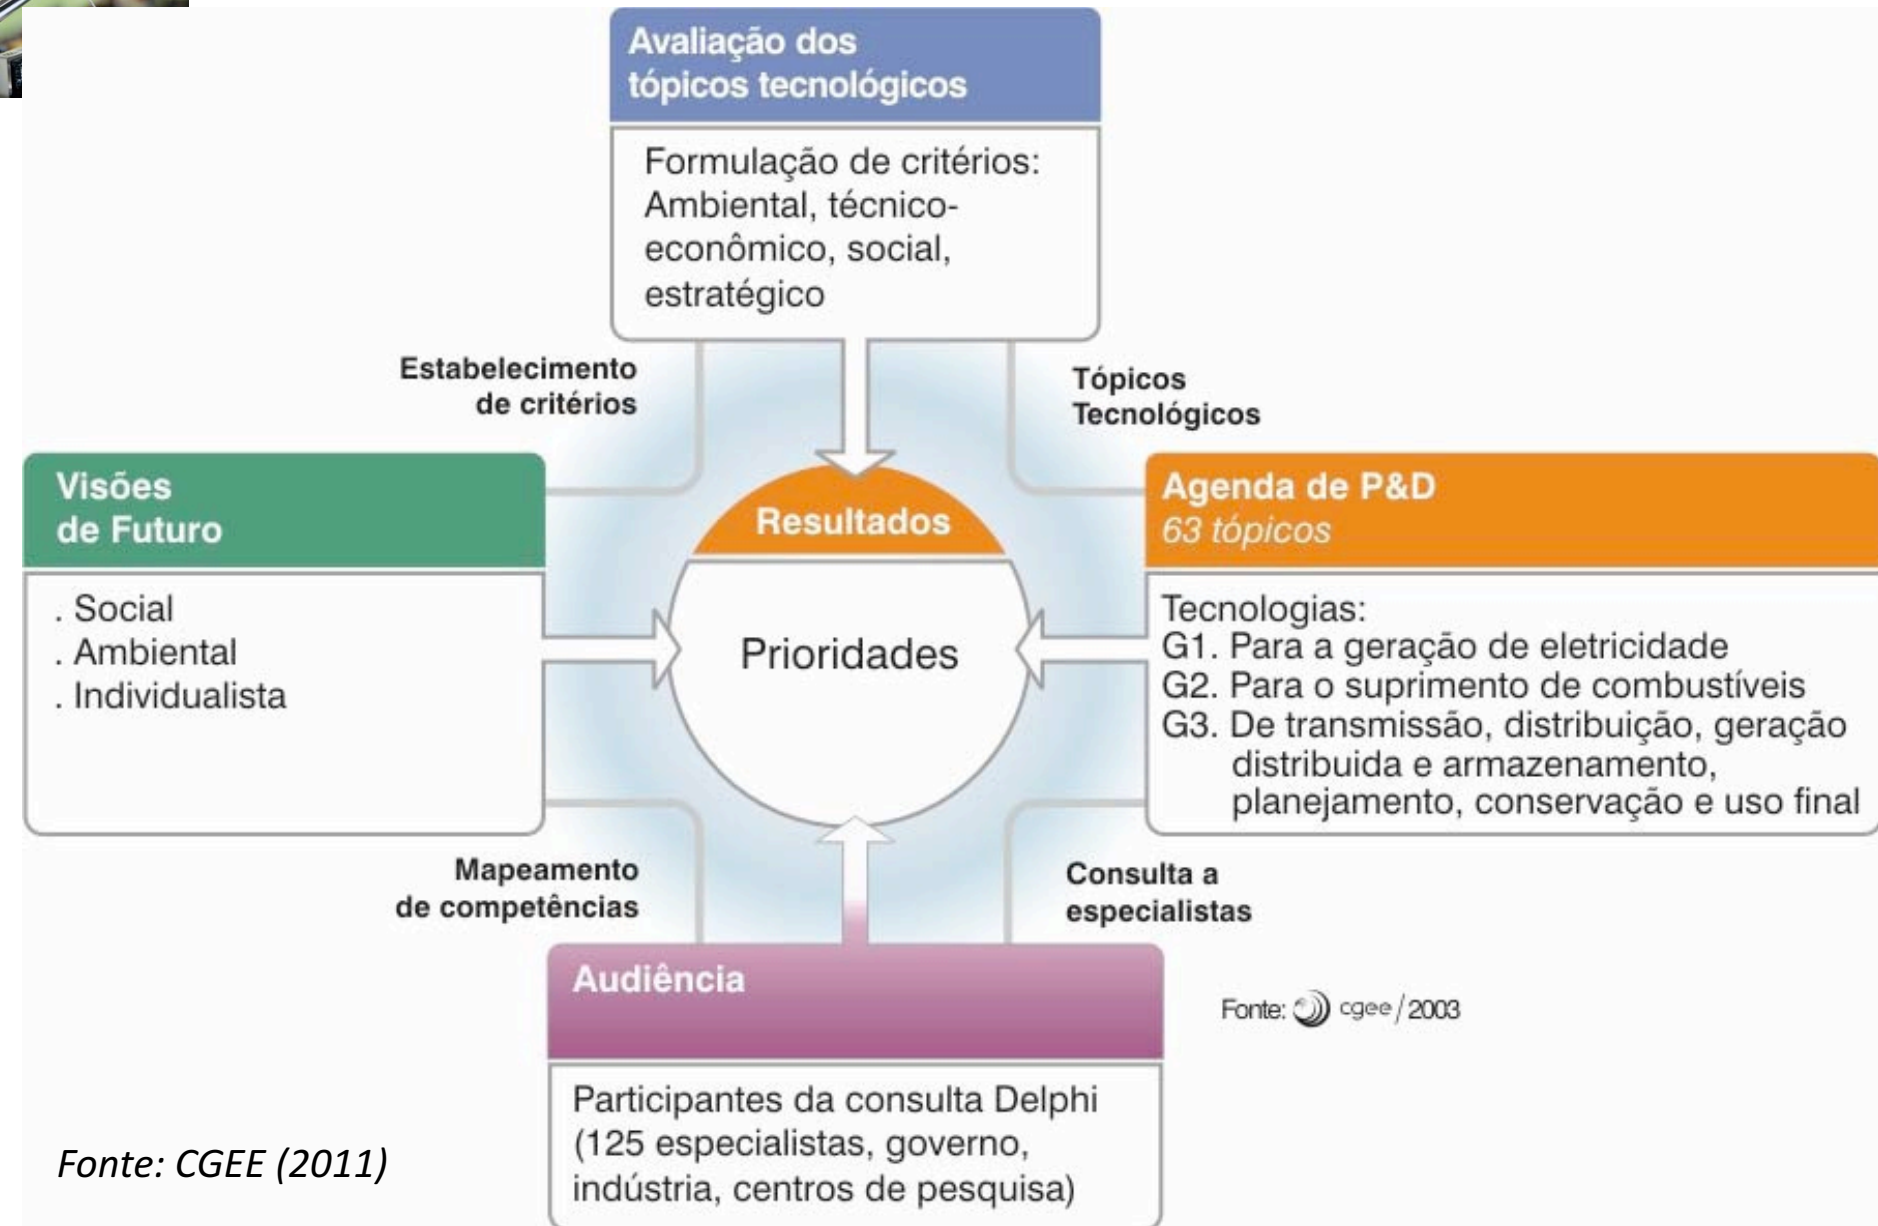 Avaliação dos
tópicos tecnológicos
Formulação de critérios:
Ambiental, técnico-
econômico, social,
estratégico
Estabelecimento
de critérios
Tópicos
Tecnológicos
Visões
de Futuro
. Social
. Ambiental
. Individualista
Resultados
Prioridades
Agenda de P&D
63 tópicos
Tecnologias:
G1. Para a geração de eletricidade
G2. Para o suprimento de combustíveis
G3. De transmissão, distribuição, geração
distribuida e armazenamento,
planejamento, conservação e uso final
Mapeamento
de competências
Consulta a
especialistas
Audiência
Participantes da consulta Delphi
(125 especialistas, governo,
indústria, centros de pesquisa)
Fonte: cgee/2003
Fonte: CGEE (2011)